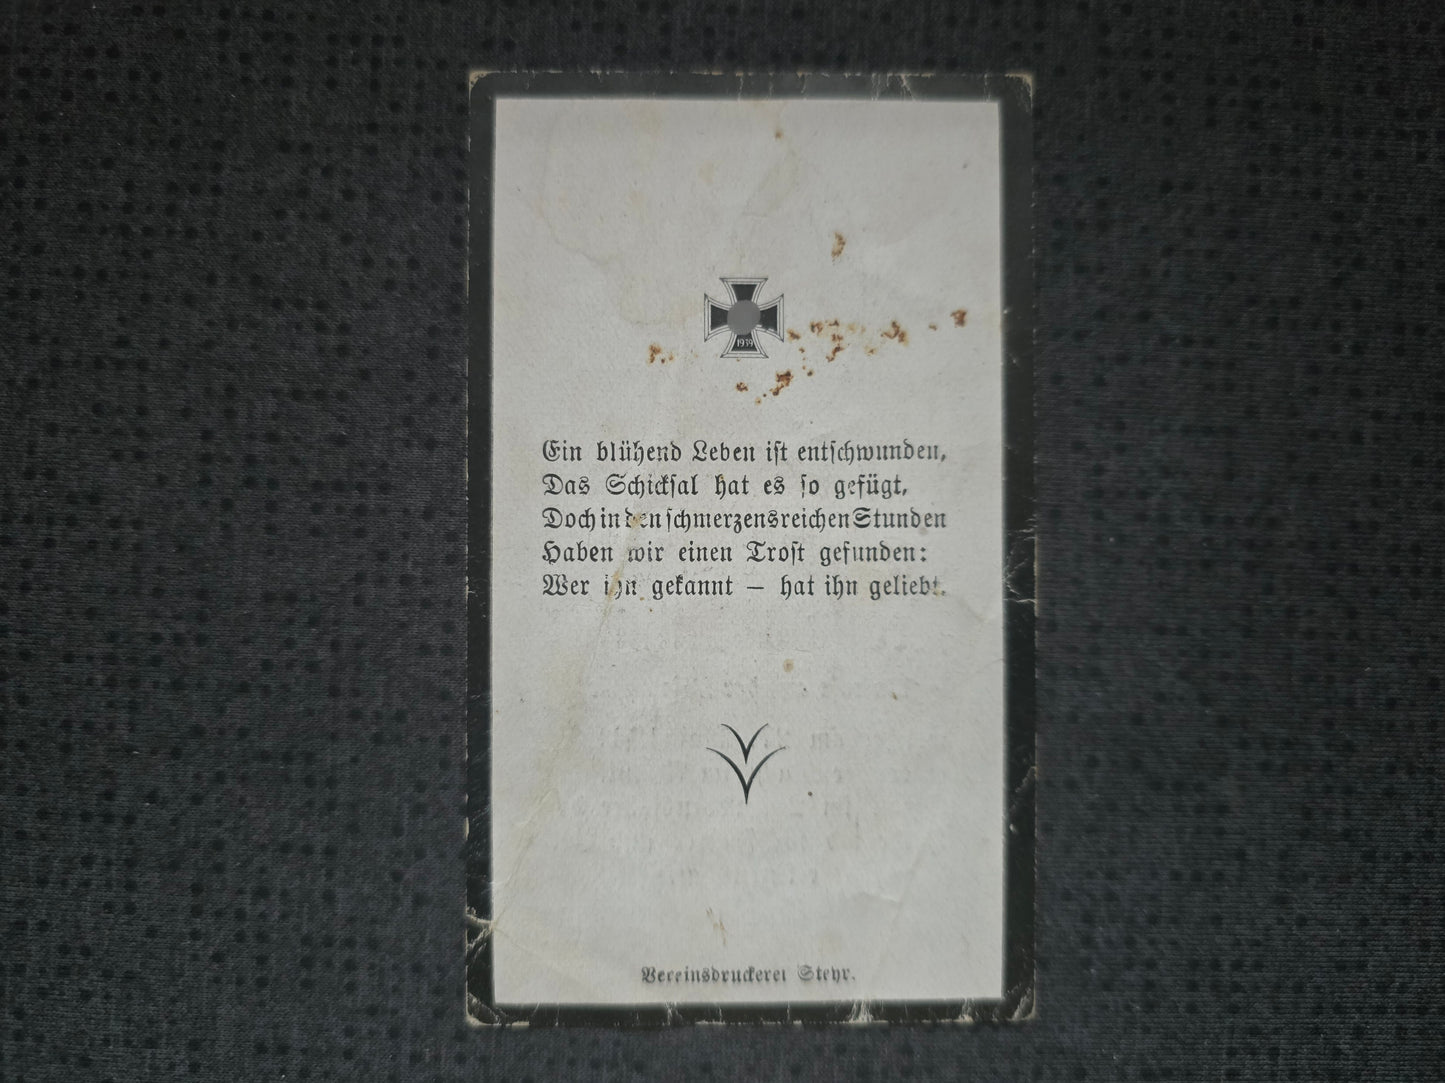 1939
Ein blühend Leben ist entschwunden,
Das Schicksal hat es so gefügt,
Doch in den schmerzensreichen Stunden
Haben wir einen Trost gefunden:
Wer ihn gekannt — hat ihn geliebt.
Vereinsdruckerei Steyr.